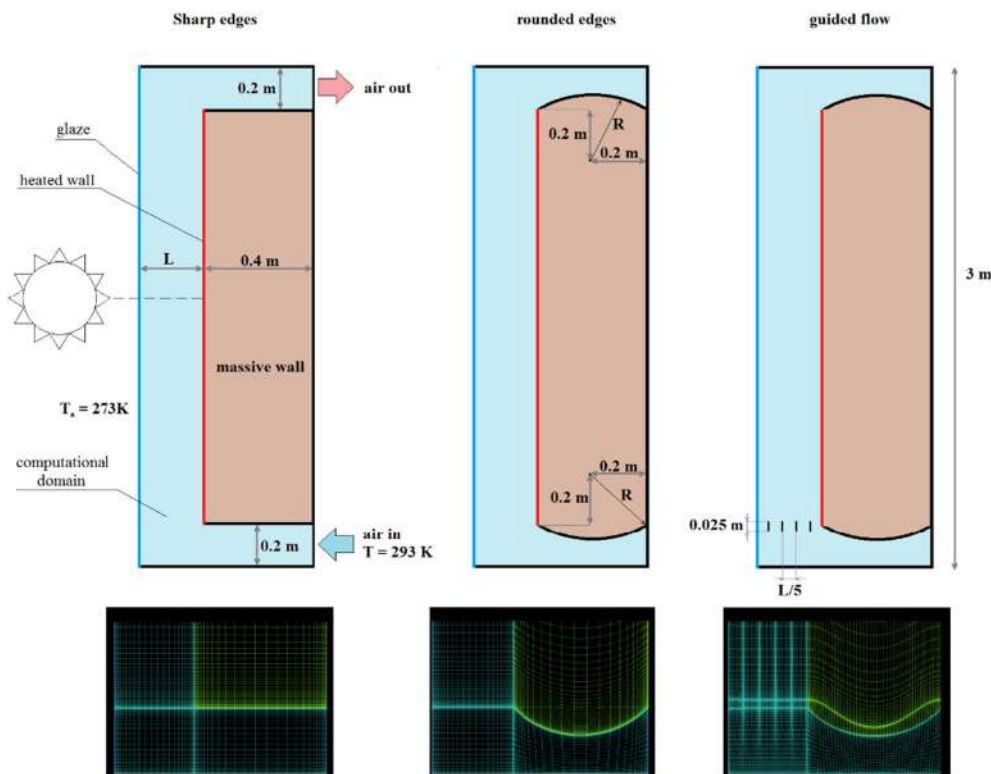 Sharp edges
rounded edges
guided flow
0.2 m
air out
glaze
heated wall
L
0.4 m
massive wall
Tₐ = 273K
computational
domain
0.2 m
air in
T = 293 K
0.2 m
R
0.2 m
0.2 m
0.2 m
R
3 m
0.025 m
L/5